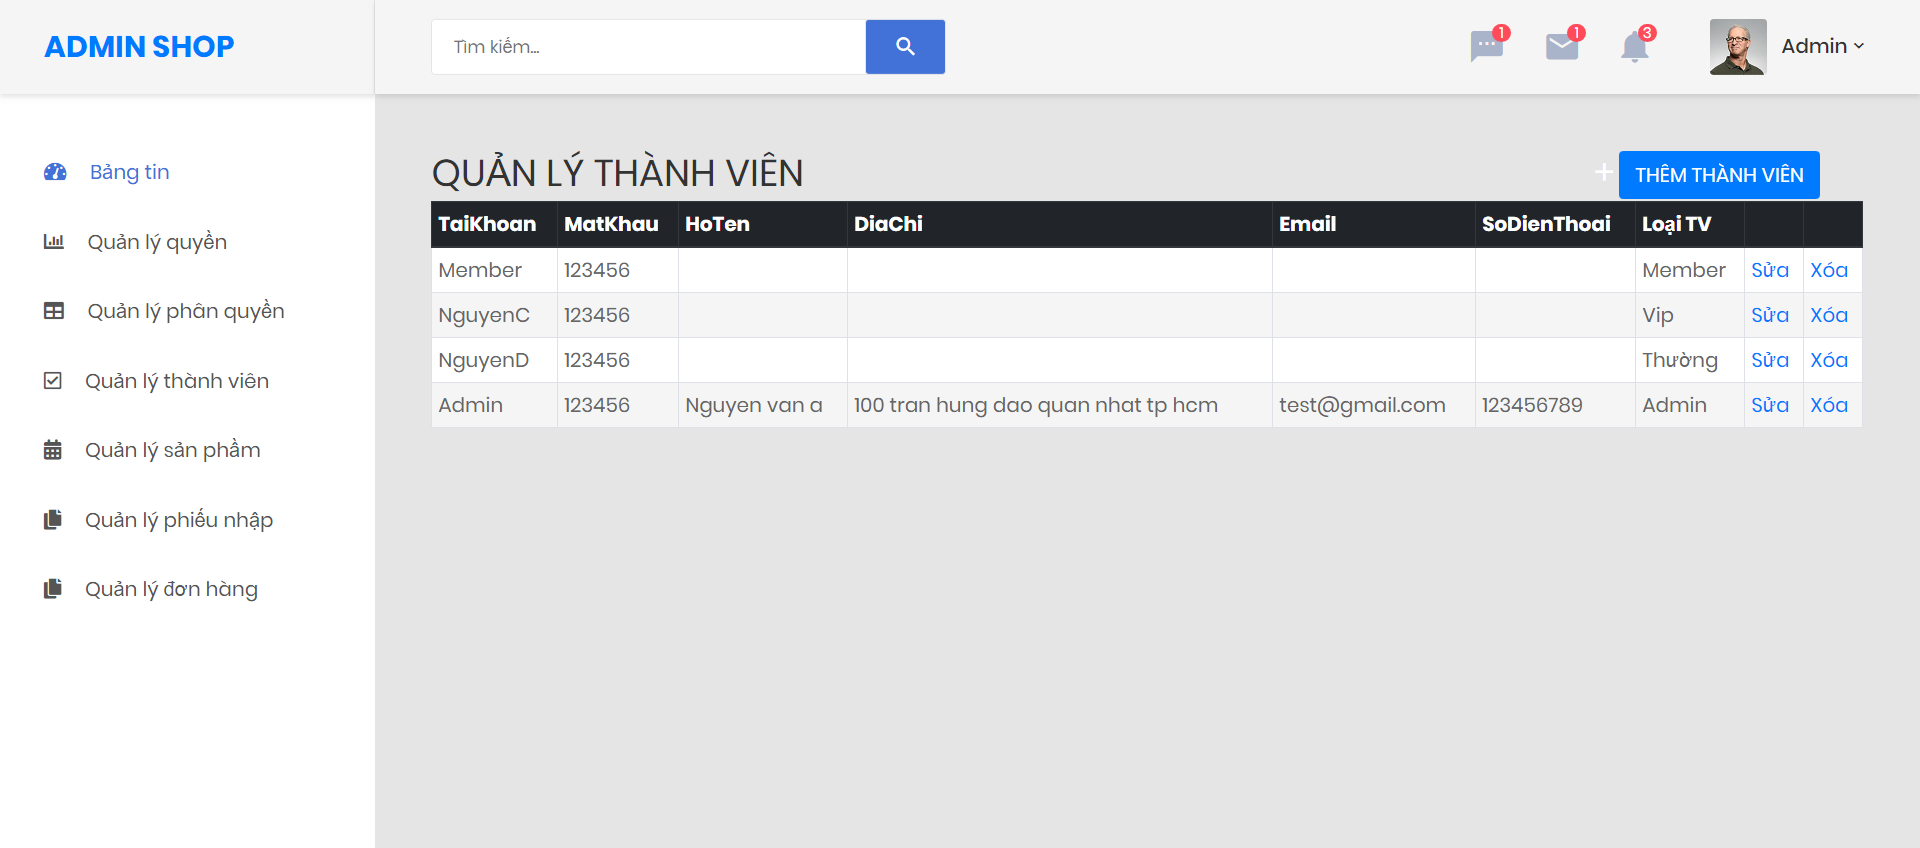 ADMIN SHOP
Tìm kiếm...
1
1
3
Admin
Bảng tin
Quản lý quyền
Quản lý phân quyền
Quản lý thành viên
Quản lý sản phẩm
Quản lý phiếu nhập
Quản lý đơn hàng
QUẢN LÝ THÀNH VIÊN
+ THÊM THÀNH VIÊN
TaiKhoan MatKhau HoTen DiaChi Email SoDienThoai Loại TV
Member 123456 Member Sửa Xóa
NguyenC 123456 Vip Sửa Xóa
NguyenD 123456 Thường Sửa Xóa
Admin 123456 Nguyen van a 100 tran hung dao quan nhat tp hcm test@gmail.com 123456789 Admin Sửa Xóa